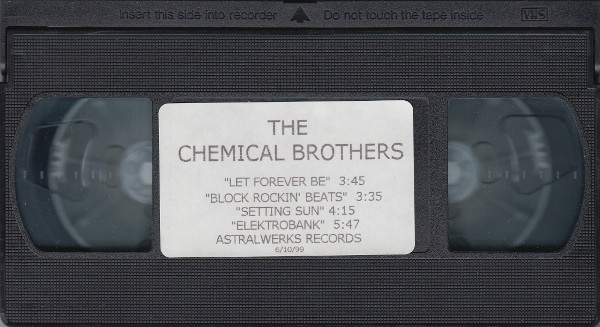 Insert this side into recorder Do not touch the tape inside VHS
THE
CHEMICAL BROTHERS
"LET FOREVER BE" 3:45
"BLOCK ROCKIN' BEATS" 3:35
"SETTING SUN" 4:15
"ELEKTROBANK" 5:47
ASTRALWERKS RECORDS
6/10/99